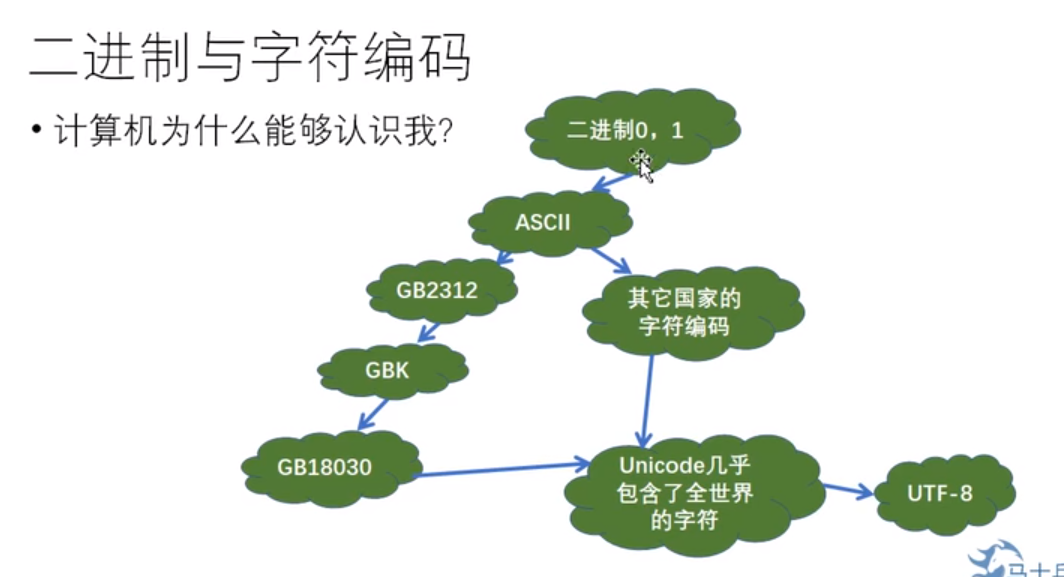 二进制与字符编码
• 计算机为什么能够认识我?
二进制0，1
ASCII
GB2312
其它国家的
字符编码
GBK
GB18030
Unicode几乎
包含了全世界
的字符
UTF-8
马士兵